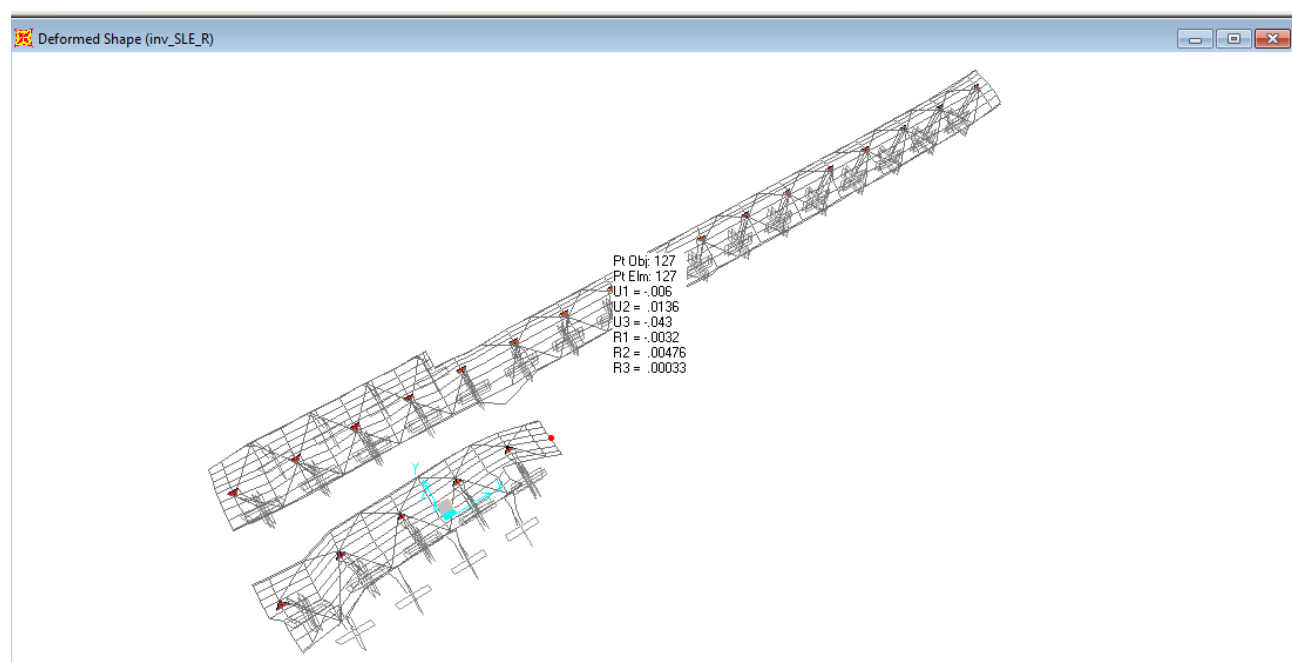 Deformed Shape (inv_SLE_R)
Pt Obj: 127
Pt Elm: 127
U1 = -.006
U2 = .0136
U3 = -.043
R1 = -.0032
R2 = .00476
R3 = .00033
Y